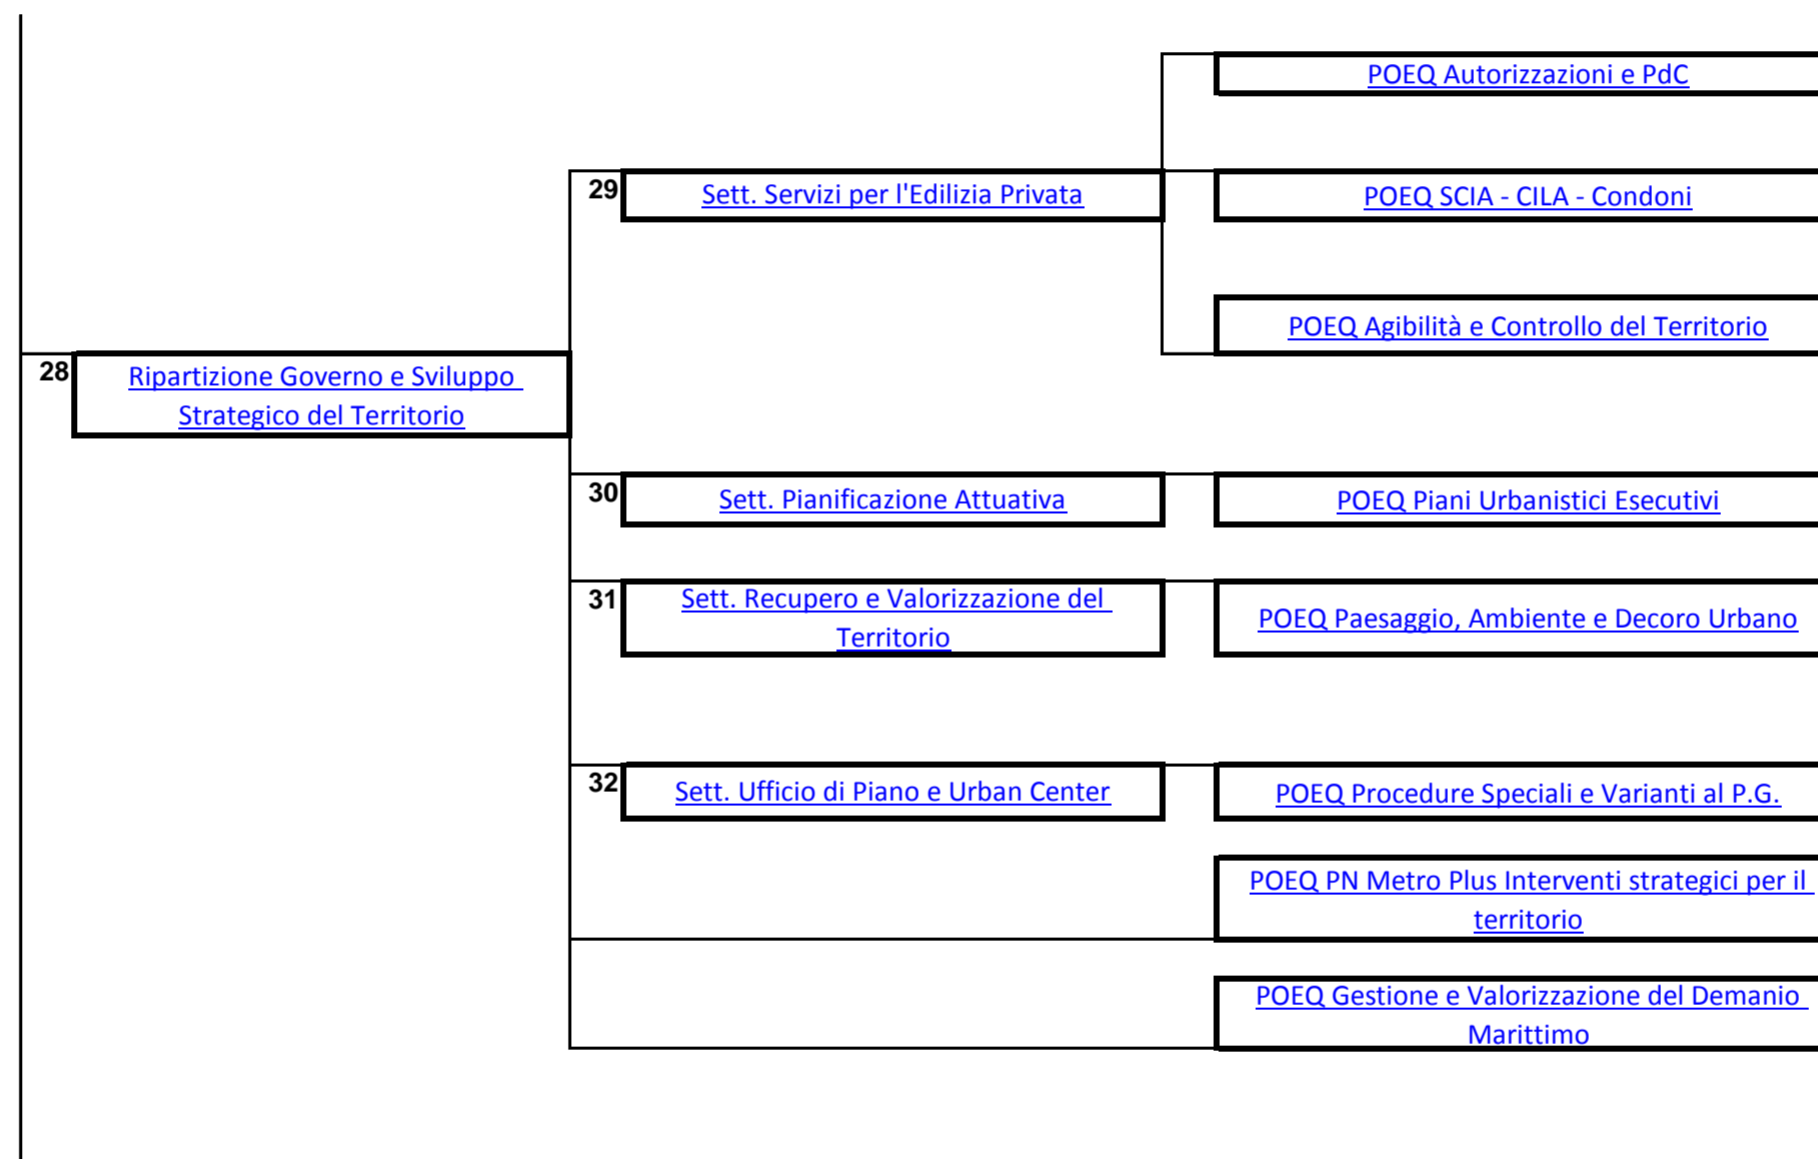 POEQ Autorizzazioni e PdC
29
Sett. Servizi per l'Edilizia Privata
POEQ SCIA - CILA - Condoni
POEQ Agibilità e Controllo del Territorio
28
Ripartizione Governo e Sviluppo
Strategico del Territorio
30
Sett. Pianificazione Attuativa
POEQ Piani Urbanistici Esecutivi
31
Sett. Recupero e Valorizzazione del
Territorio
POEQ Paesaggio, Ambiente e Decoro Urbano
32
Sett. Ufficio di Piano e Urban Center
POEQ Procedure Speciali e Varianti al P.G.
POEQ PN Metro Plus Interventi strategici per il
territorio
POEQ Gestione e Valorizzazione del Demanio
Marittimo